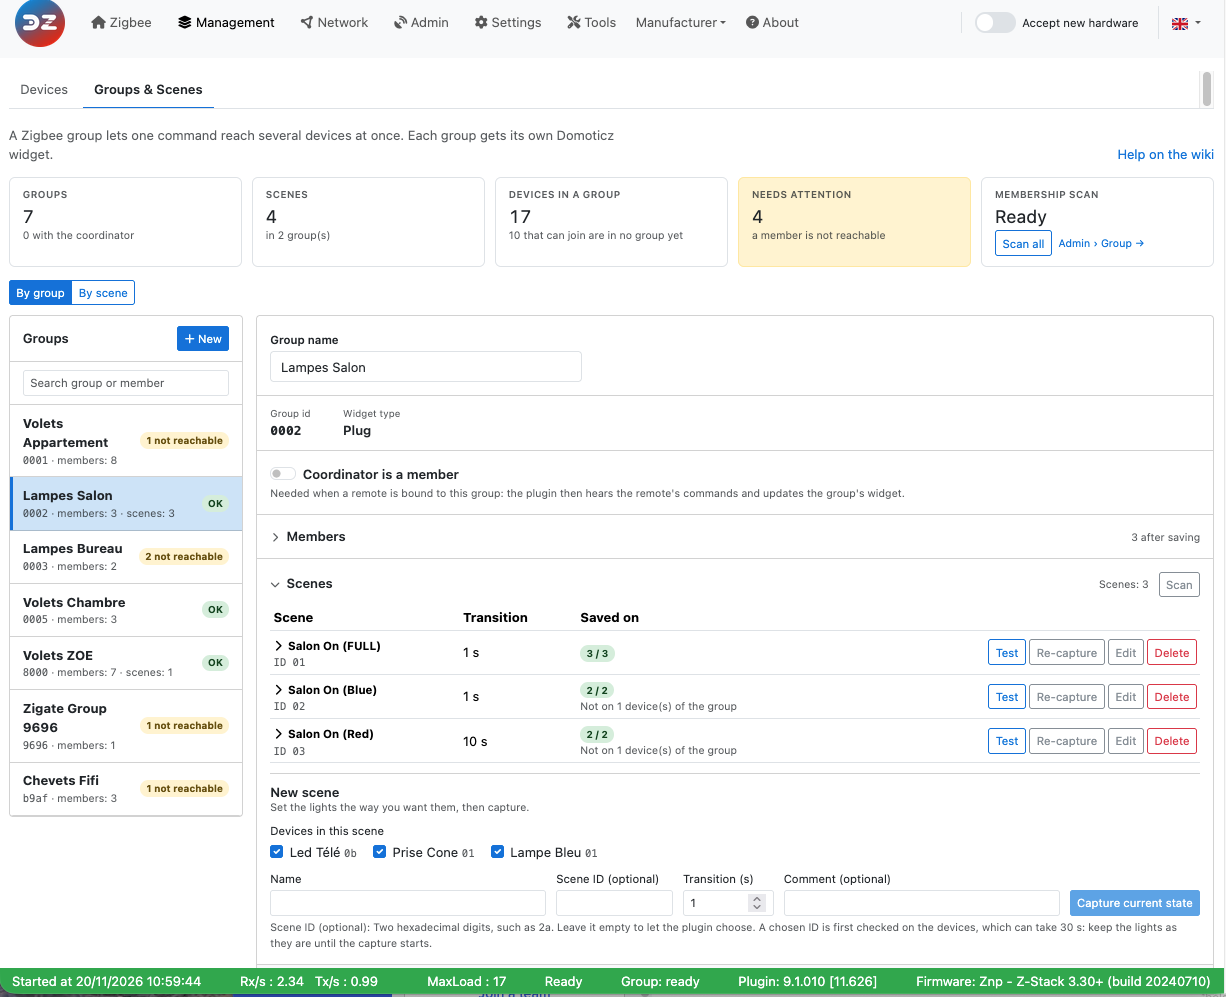 DZ
Zigbee
Management
Network
Admin
Settings
Tools
Manufacturer
About
Accept new hardware
Devices
Groups & Scenes
A Zigbee group lets one command reach several devices at once. Each group gets its own Domoticz
widget.
Help on the wiki
GROUPS
7
0 with the coordinator
SCENES
4
in 2 group(s)
DEVICES IN A GROUP
17
10 that can join are in no group yet
NEEDS ATTENTION
4
a member is not reachable
MEMBERSHIP SCAN
Ready
Scan all
Admin › Group →
By group
By scene
Groups
+ New
Search group or member
Volets
Appartement
0001 · members: 8
1 not reachable
Lampes Salon
0002 · members: 3 · scenes: 3
OK
Lampes Bureau
0003 · members: 2
2 not reachable
Volets Chambre
0005 · members: 3
OK
Volets ZOE
8000 · members: 7 · scenes: 1
OK
Zigate Group
9696
9696 · members: 1
1 not reachable
Chevets Fifi
b9af · members: 3
1 not reachable
Group name
Lampes Salon
Group id
0002
Widget type
Plug
Coordinator is a member
Needed when a remote is bound to this group: the plugin then hears the remote's commands and updates the group's widget.
Members
3 after saving
Scenes
Scenes: 3
Scan
Scene Transition Saved on
Salon On (FULL)
ID 01
1 s
3 / 3
Test Re-capture Edit Delete
Salon On (Blue)
ID 02
1 s
2 / 2
Not on 1 device(s) of the group
Test Re-capture Edit Delete
Salon On (Red)
ID 03
10 s
2 / 2
Not on 1 device(s) of the group
Test Re-capture Edit Delete
New scene
Set the lights the way you want them, then capture.
Devices in this scene
Led Télé 0b
Prise Cone 01
Lampe Bleu 01
Name
Scene ID (optional)
Transition (s)
1
Comment (optional)
Capture current state
Scene ID (optional): Two hexadecimal digits, such as 2a. Leave it empty to let the plugin choose. A chosen ID is first checked on the devices, which can take 30 s: keep the lights as
they are until the capture starts.
Started at 20/11/2026 10:59:44
Rx/s : 2.34 Tx/s : 0.99
MaxLoad : 17
Ready
Group: ready
Plugin: 9.1.010 [11.626]
Firmware: Znp - Z-Stack 3.30+ (build 20240710)